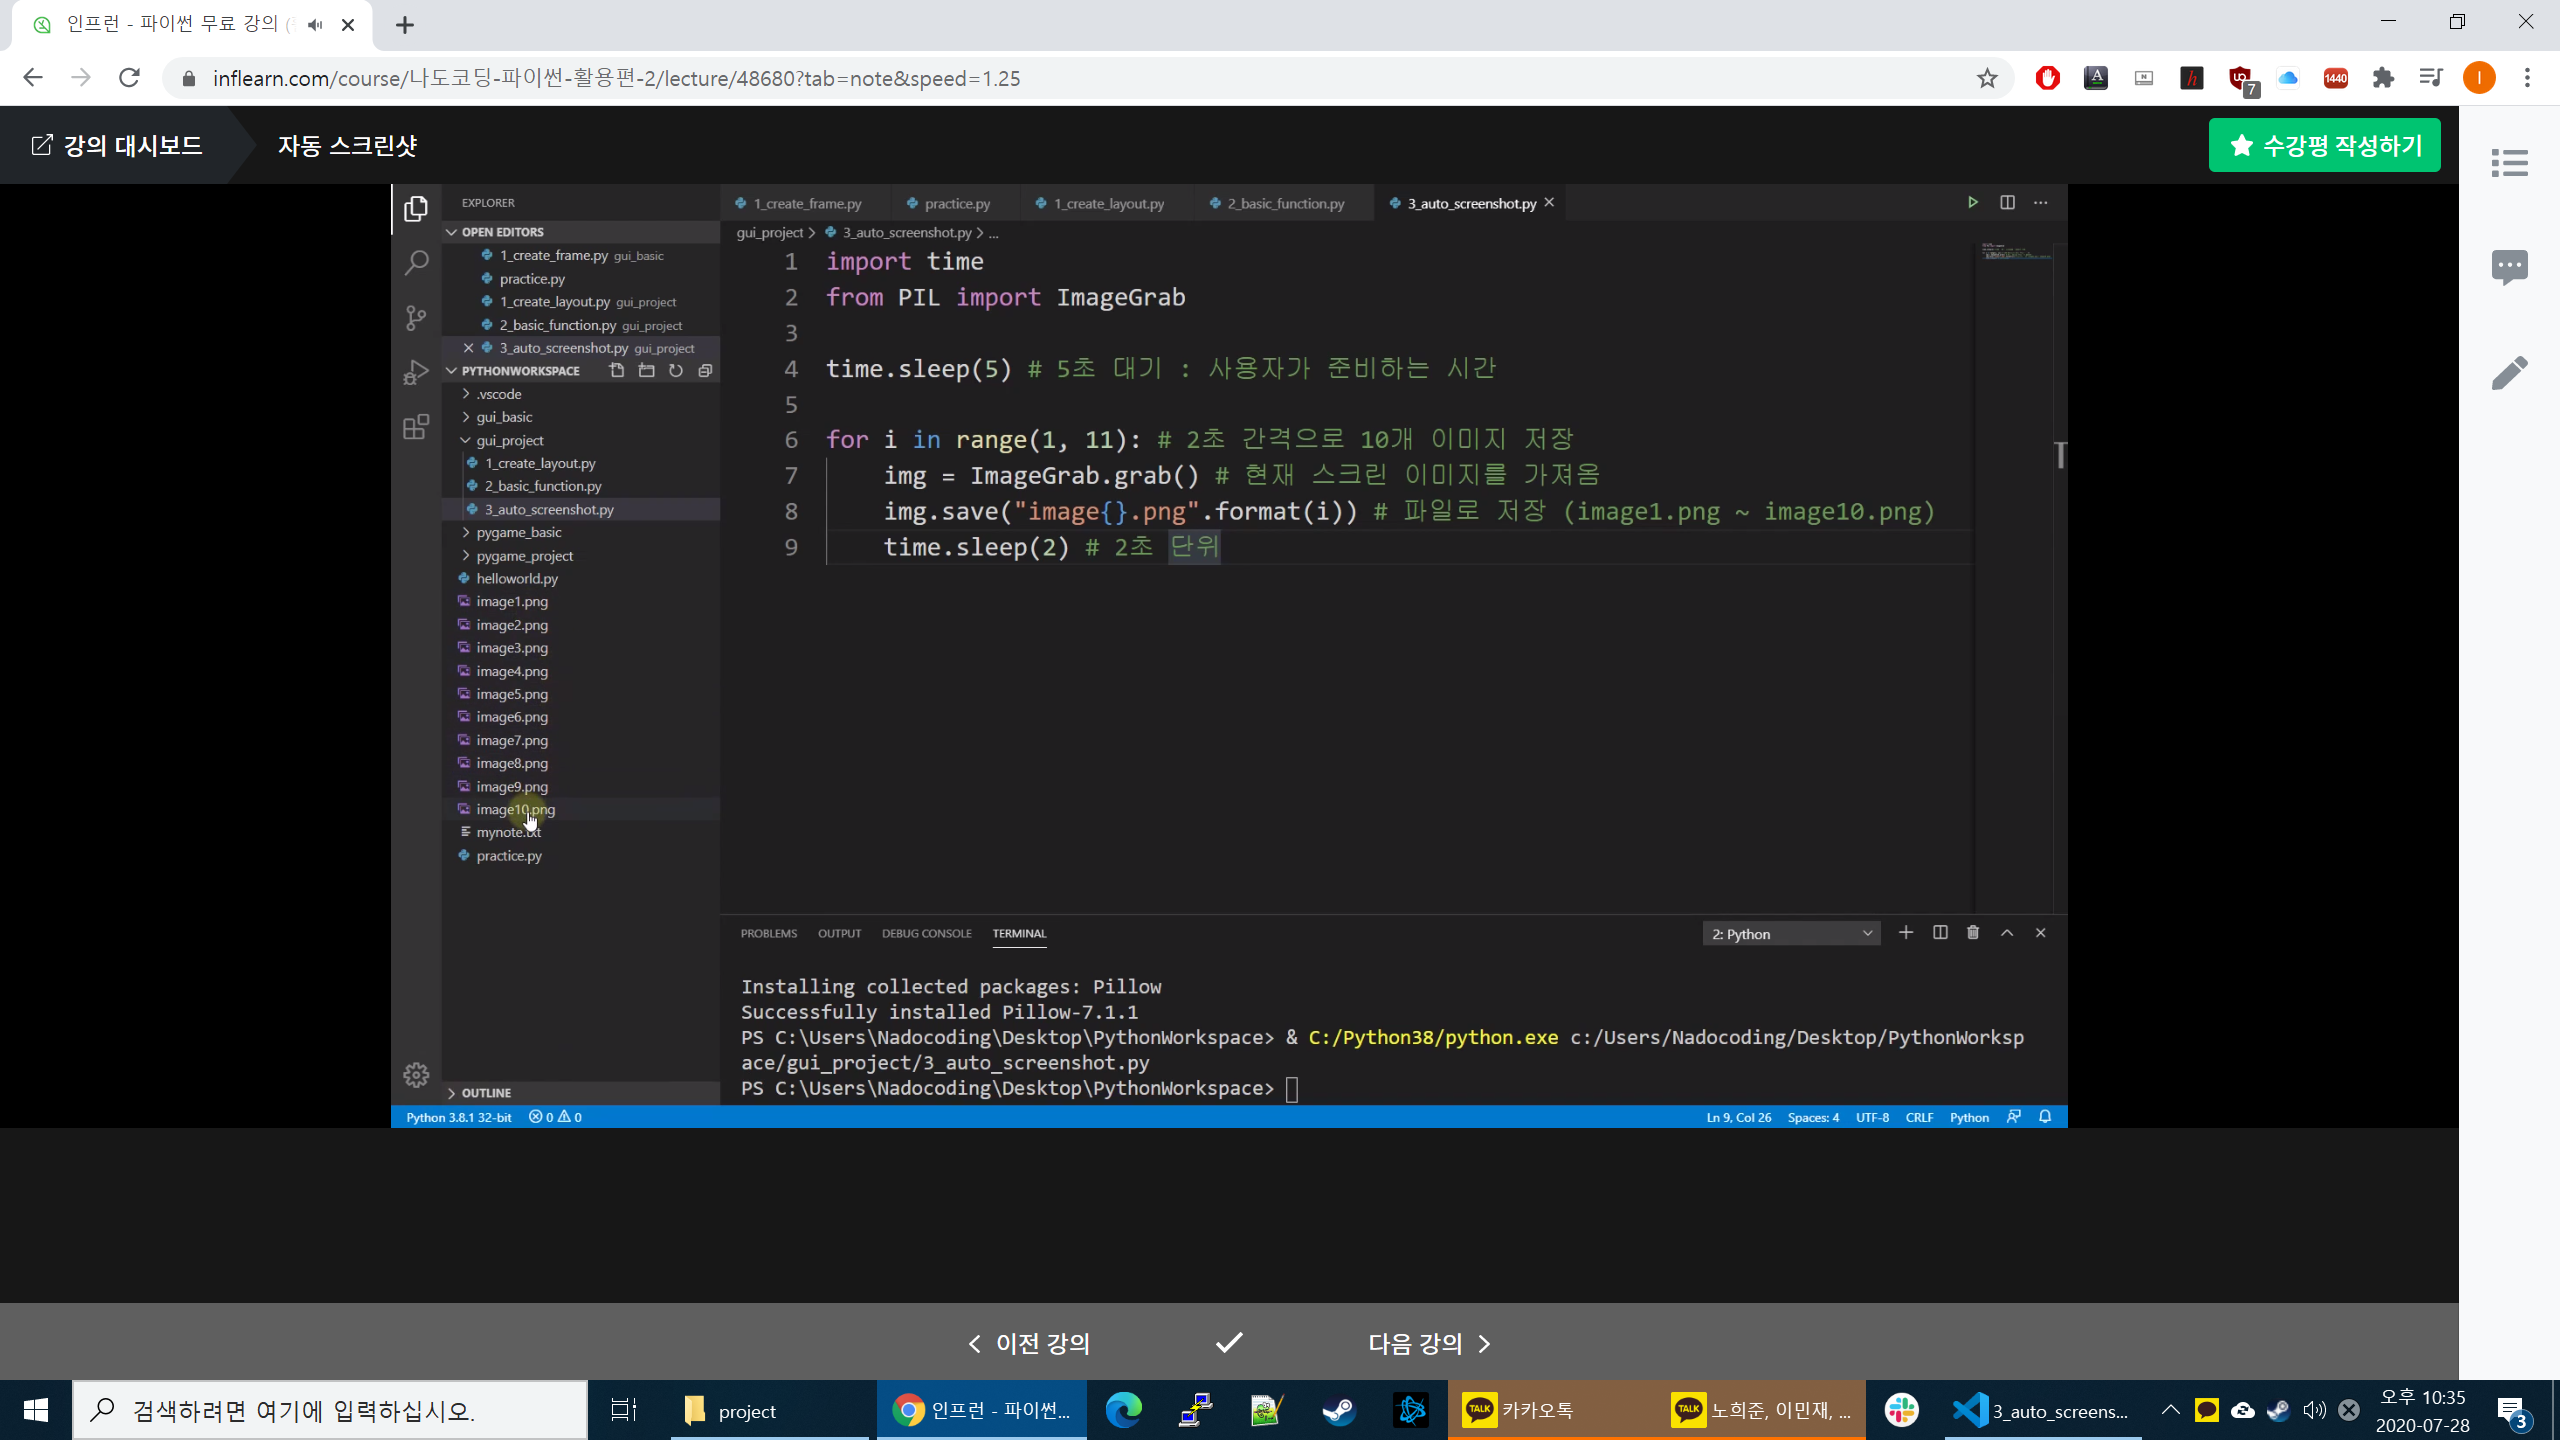 인프런 - 파이썬 무료 강의
inflearn.com/course/나도코딩-파이썬-활용편-2/lecture/48680?tab=note&speed=1.25
7
1440
I
강의 대시보드
자동 스크린샷
수강평 작성하기
EXPLORER
OPEN EDITORS
1_create_frame.py gui_basic
practice.py
1_create_layout.py gui_project
2_basic_function.py gui_project
3_auto_screenshot.py gui_project
PYTHONWORKSPACE
.vscode
gui_basic
gui_project
1_create_layout.py
2_basic_function.py
3_auto_screenshot.py
pygame_basic
pygame_project
helloworld.py
image1.png
image2.png
image3.png
image4.png
image5.png
image6.png
image7.png
image8.png
image9.png
image10.png
mynote.txt
practice.py
OUTLINE
1_create_frame.py
practice.py
1_create_layout.py
2_basic_function.py
3_auto_screenshot.py
gui_project > 3_auto_screenshot.py > ...
1 import time
2 from PIL import ImageGrab
3
4 time.sleep(5) # 5초 대기 : 사용자가 준비하는 시간
5
6 for i in range(1, 11): # 2초 간격으로 10개 이미지 저장
7 img = ImageGrab.grab() # 현재 스크린 이미지를 가져옴
8 img.save("image{}.png".format(i)) # 파일로 저장 (image1.png ~ image10.png)
9 time.sleep(2) # 2초 단위
PROBLEMS OUTPUT DEBUG CONSOLE TERMINAL
2: Python
Installing collected packages: Pillow
Successfully installed Pillow-7.1.1
PS C:\Users\Nadocoding\Desktop\PythonWorkspace> & C:/Python38/python.exe c:/Users/Nadocoding/Desktop/PythonWorksp
ace/gui_project/3_auto_screenshot.py
PS C:\Users\Nadocoding\Desktop\PythonWorkspace>
Python 3.8.1 32-bit 0 0
Ln 9, Col 26 Spaces: 4 UTF-8 CRLF Python
이전 강의
다음 강의
검색하려면 여기에 입력하십시오.
project
인프런 - 파이썬...
TALK 카카오톡
TALK 노희준, 이민재, ...
3_auto_screens...
오후 10:35
2020-07-28
3